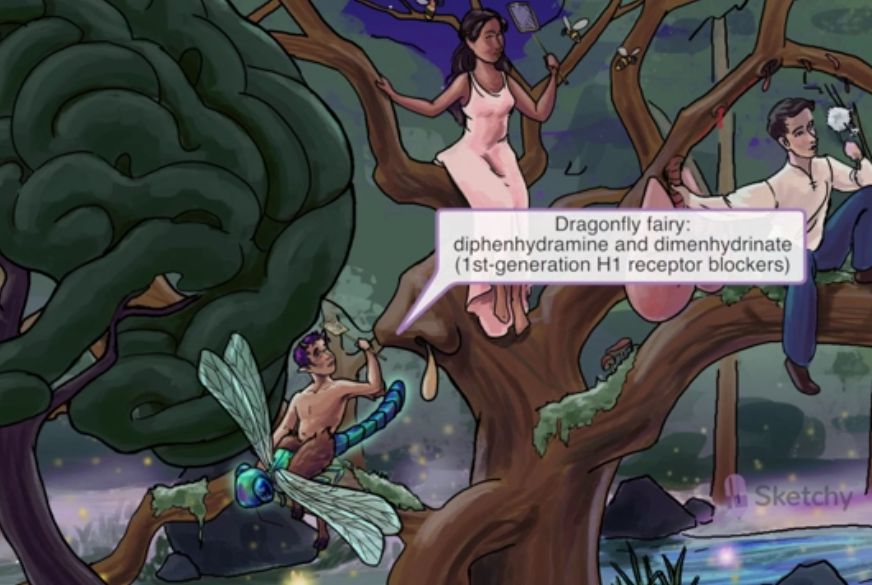 Dragonfly fairy:
diphenhydramine and dimenhydrinate
(1st-generation H1 receptor blockers)
Sketchy